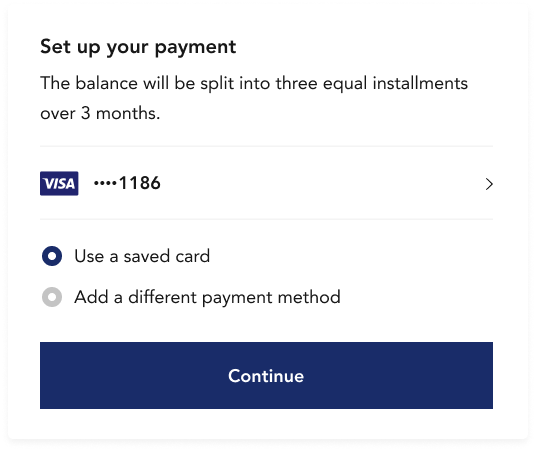 Set up your payment
The balance will be split into three equal installments
over 3 months.
VISA ••••1186
Use a saved card
Add a different payment method
Continue